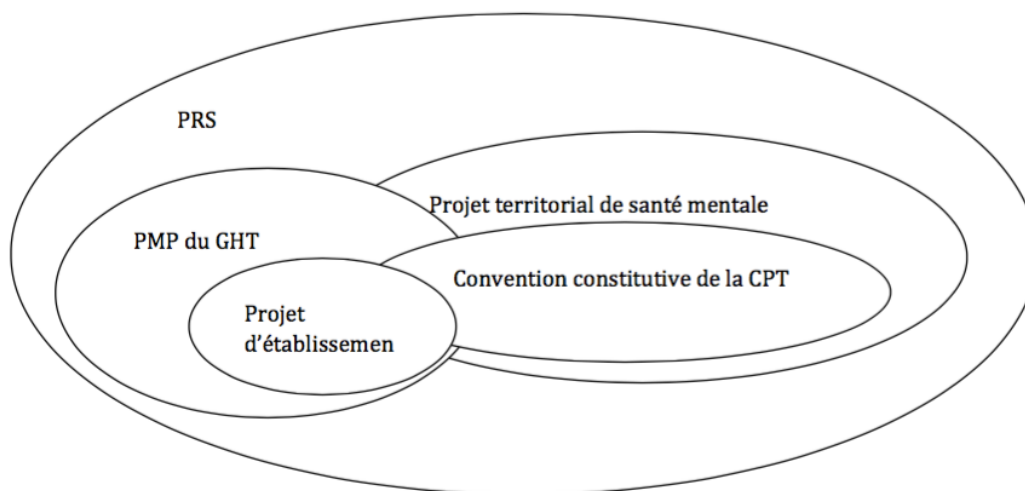 PRS
Projet territorial de santé mentale
PMP du GHT
Convention constitutive de la CPT
Projet
d'établissemen